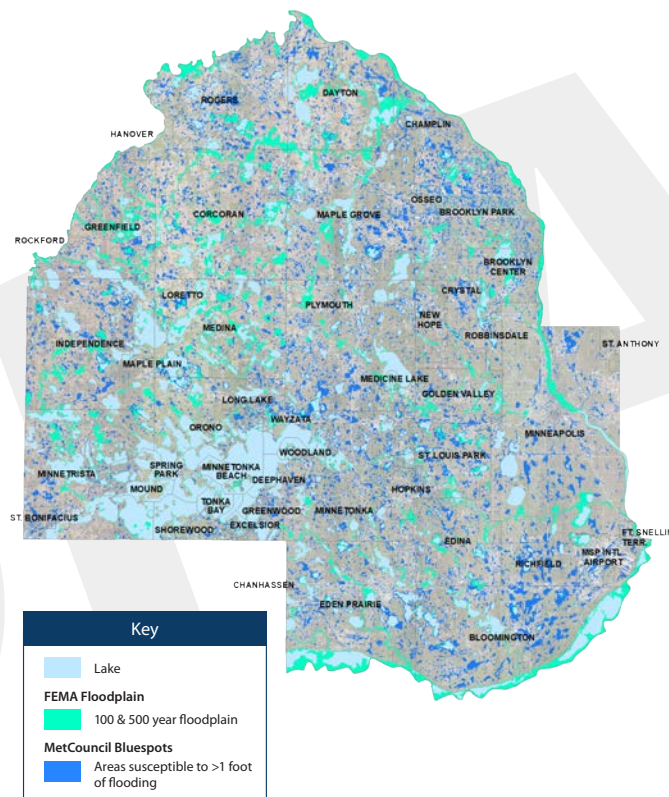 DAYTON
ROGERS
CHAMPLIN
HANOVER
OSSEO
CORCORAN
MAPLE GROVE
BROOKLYN PARK
GREENFIELD
ROCKFORD
BROOKLYN
CENTER
CRYSTAL
LORETTO
PLYMOUTH
NEW
HOPE
MEDINA
ROBBINSDALE
INDEPENDENCE
ST. ANTHONY
MAPLE PLAIN
MEDICINE LAKE
GOLDEN VALLEY
LONG LAKE
WAYZATA
ORONO
MINNEAPOLIS
WOODLAND
ST LOUIS PARK
SPRING
PARK
MINNETONKA
BEACH
MINNETRISTA
DEEPHAVEN
MOUND
HOPKINS
TONKA
BAY
GREENWOOD
MINNETONKA
ST. BONIFACIUS
EXCELSIOR
SHOREWOOD
FT. SNELLIN
TERR.
EDINA
MSP INTL.
AIRPORT
RICHFIELD
CHANHASSEN
EDEN PRAIRIE
BLOOMINGTON
Key
Lake
FEMA Floodplain
100 & 500 year floodplain
MetCouncil Bluespots
Areas susceptible to >1 foot
of flooding